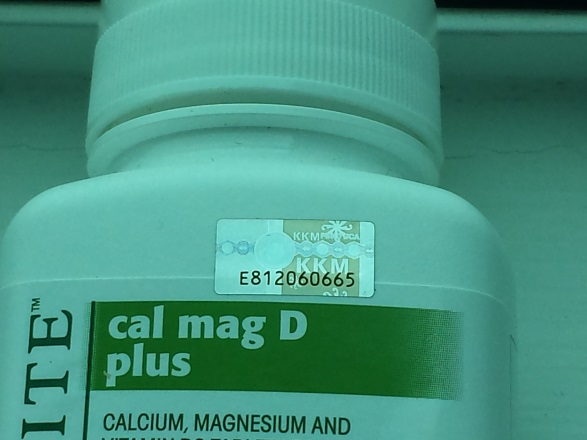 KKM
KKM
E812060665
ITE™
cal mag D
plus
CALCIUM, MAGNESIUM AND